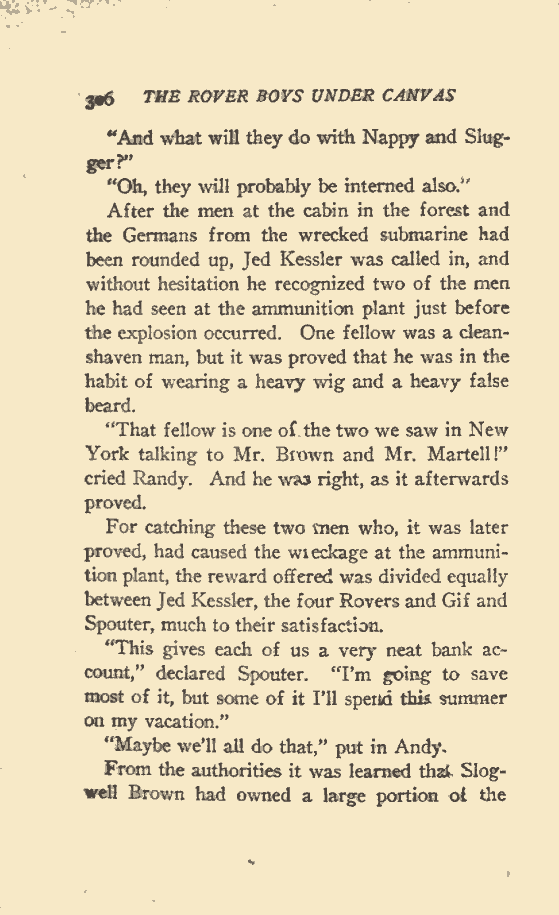 306 THE ROVER BOYS UNDER CANVAS
"And what will they do with Nappy and Slug-
ger?"
"Oh, they will probably be interned also."
After the men at the cabin in the forest and
the Germans from the wrecked submarine had
been rounded up, Jed Kessler was called in, and
without hesitation he recognized two of the men
he had seen at the ammunition plant just before
the explosion occurred. One fellow was a clean-
shaven man, but it was proved that he was in the
habit of wearing a heavy wig and a heavy false
beard.
"That fellow is one of the two we saw in New
York talking to Mr. Brown and Mr. Martell!"
cried Randy. And he was right, as it afterwards
proved.
For catching these two men who, it was later
proved, had caused the wreckage at the ammuni-
tion plant, the reward offered was divided equally
between Jed Kessler, the four Rovers and Gif and
Spouter, much to their satisfaction.
"This gives each of us a very neat bank ac-
count," declared Spouter. "I'm going to save
most of it, but some of it I'll spend this summer
on my vacation."
"Maybe we'll all do that," put in Andy.
From the authorities it was learned that Slog-
well Brown had owned a large portion of the